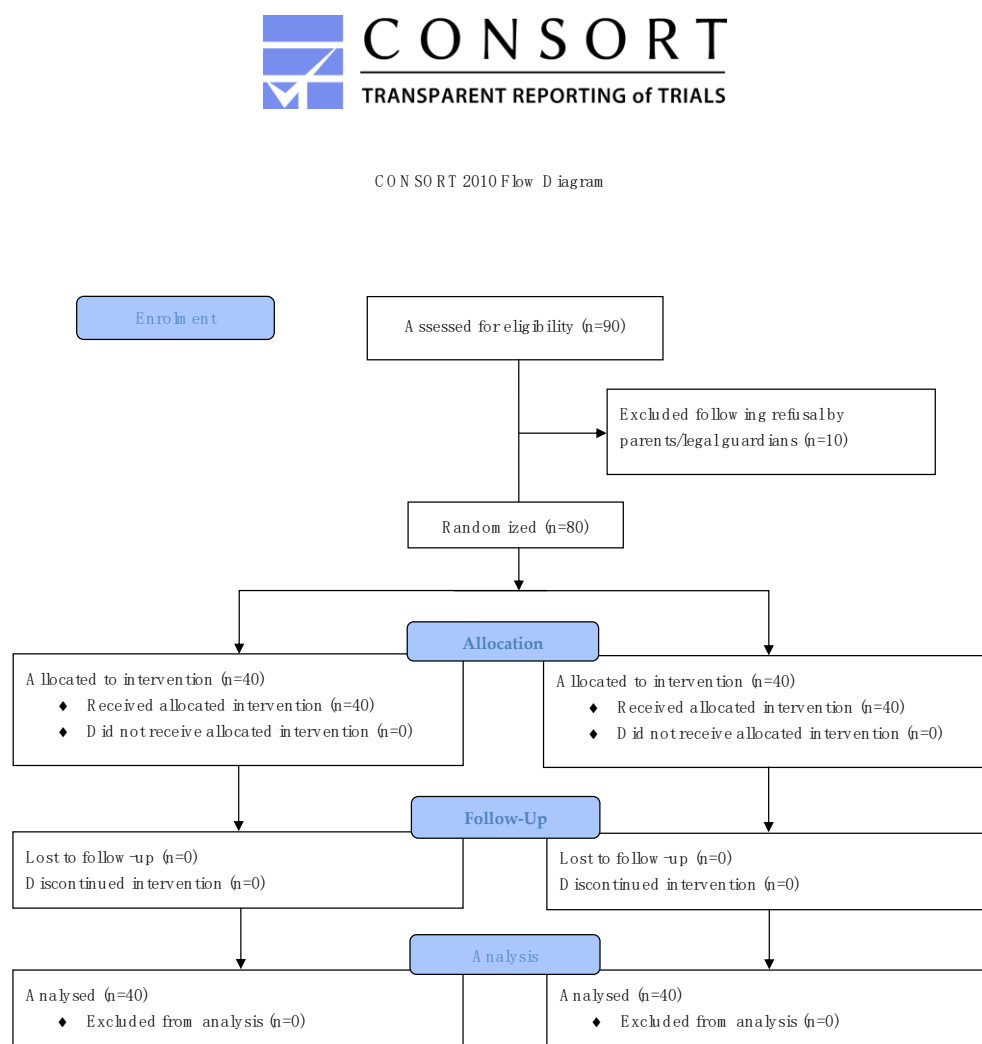 CONSORT
TRANSPARENT REPORTING of TRIALS
CONSORT 2010 Flow Diagram
Enrolment
Assessed for eligibility (n=90)
Excluded following refusal by
parents/legal guardians (n=10)
Randomized (n=80)
Allocation
Allocated to intervention (n=40)
♦ Received allocated intervention (n=40)
♦ Did not receive allocated intervention (n=0)
Allocated to intervention (n=40)
♦ Received allocated intervention (n=40)
♦ Did not receive allocated intervention (n=0)
Follow-Up
Lost to follow-up (n=0)
Discontinued intervention (n=0)
Lost to follow-up (n=0)
Discontinued intervention (n=0)
Analysis
Analysed (n=40)
♦ Excluded from analysis (n=0)
Analysed (n=40)
♦ Excluded from analysis (n=0)